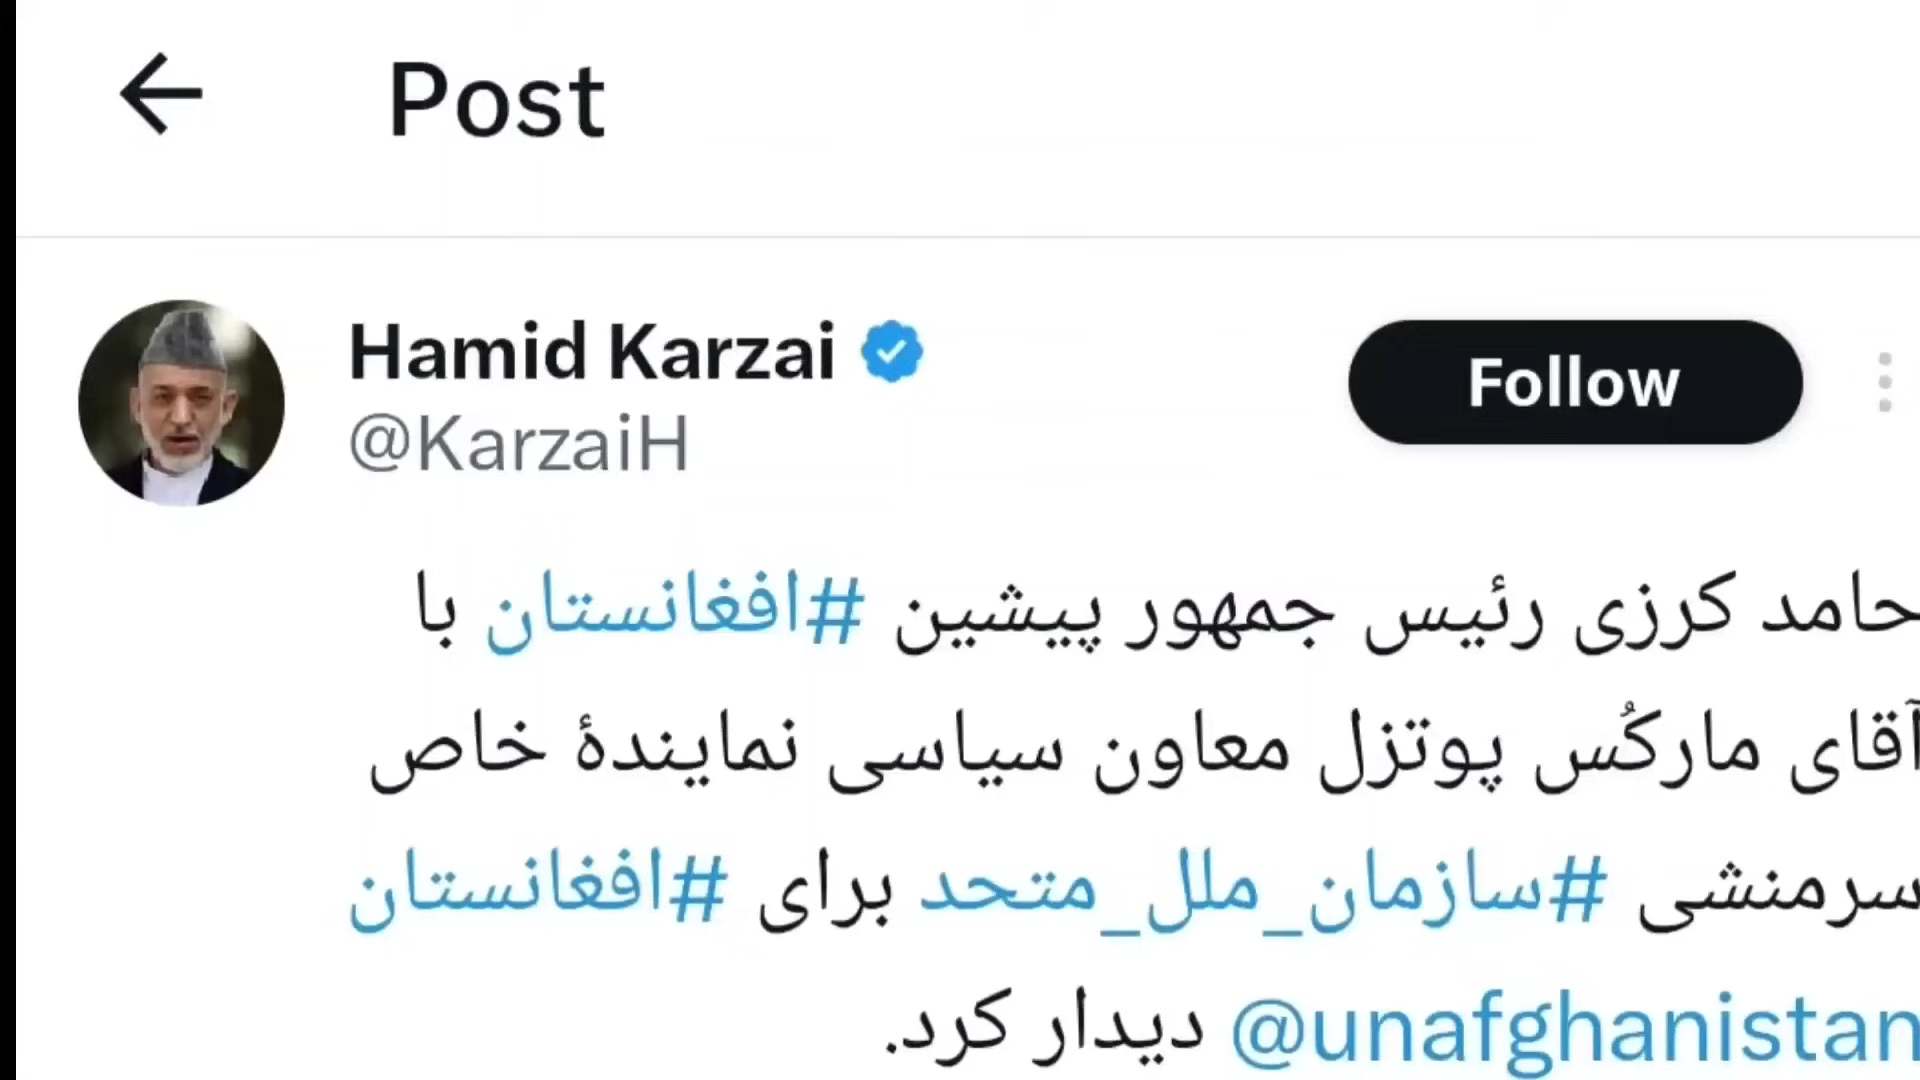 Post
Hamid Karzai
@KarzaiH
Follow
حامد کرزی رئیس جمهور پیشین #افغانستان با
آقای مارکُس پوتزل معاون سیاسی نمایندهٔ خاص
سرمنشی #سازمان_ملل_متحد برای #افغانستان
@unafghanistan دیدار کرد.